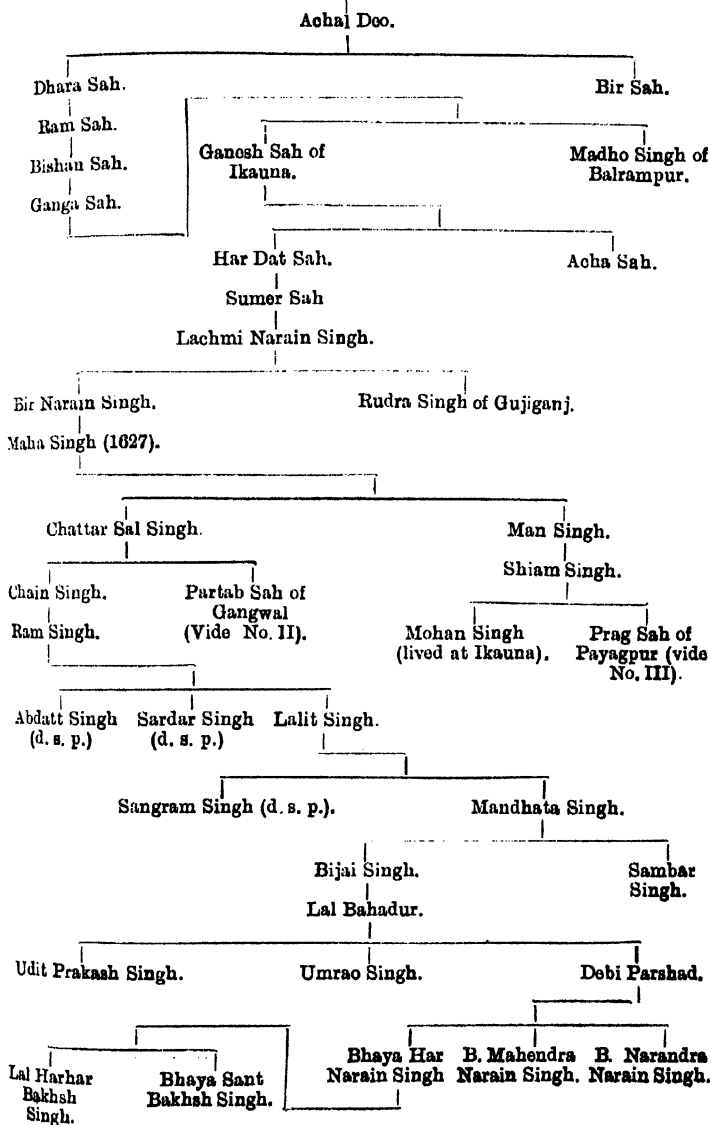 Achal Deo.
Dhara Sah.
Bir Sah.
Ram Sah.
Bishan Sah.
Ganga Sah.
Ganesh Sah of
Ikauna.
Madho Singh of
Balrampur.
Har Dat Sah.
Acha Sah.
Sumer Sah
Lachmi Narain Singh.
Bir Narain Singh.
Rudra Singh of Gujiganj.
Maha Singh (1627).
Chattar Sal Singh.
Man Singh.
Shiam Singh.
Chain Singh.
Partab Sah of
Gangwal
(Vide No. II).
Ram Singh.
Mohan Singh
(lived at Ikauna).
Prag Sah of
Payagpur (vide
No. III).
Abdatt Singh
(d. s. p.)
Sardar Singh
(d. s. p.)
Lalit Singh.
Sangram Singh (d. s. p.).
Mandhata Singh.
Bijai Singh.
Sambar
Singh.
Lal Bahadur.
Udit Prakash Singh.
Umrao Singh.
Debi Parshad.
Lal Harhar
Bakhsh
Singh.
Bhaya Sant
Bakhsh Singh.
Bhaya Har
Narain Singh
B. Mahendra
Narain Singh.
B. Narandra
Narain Singh.